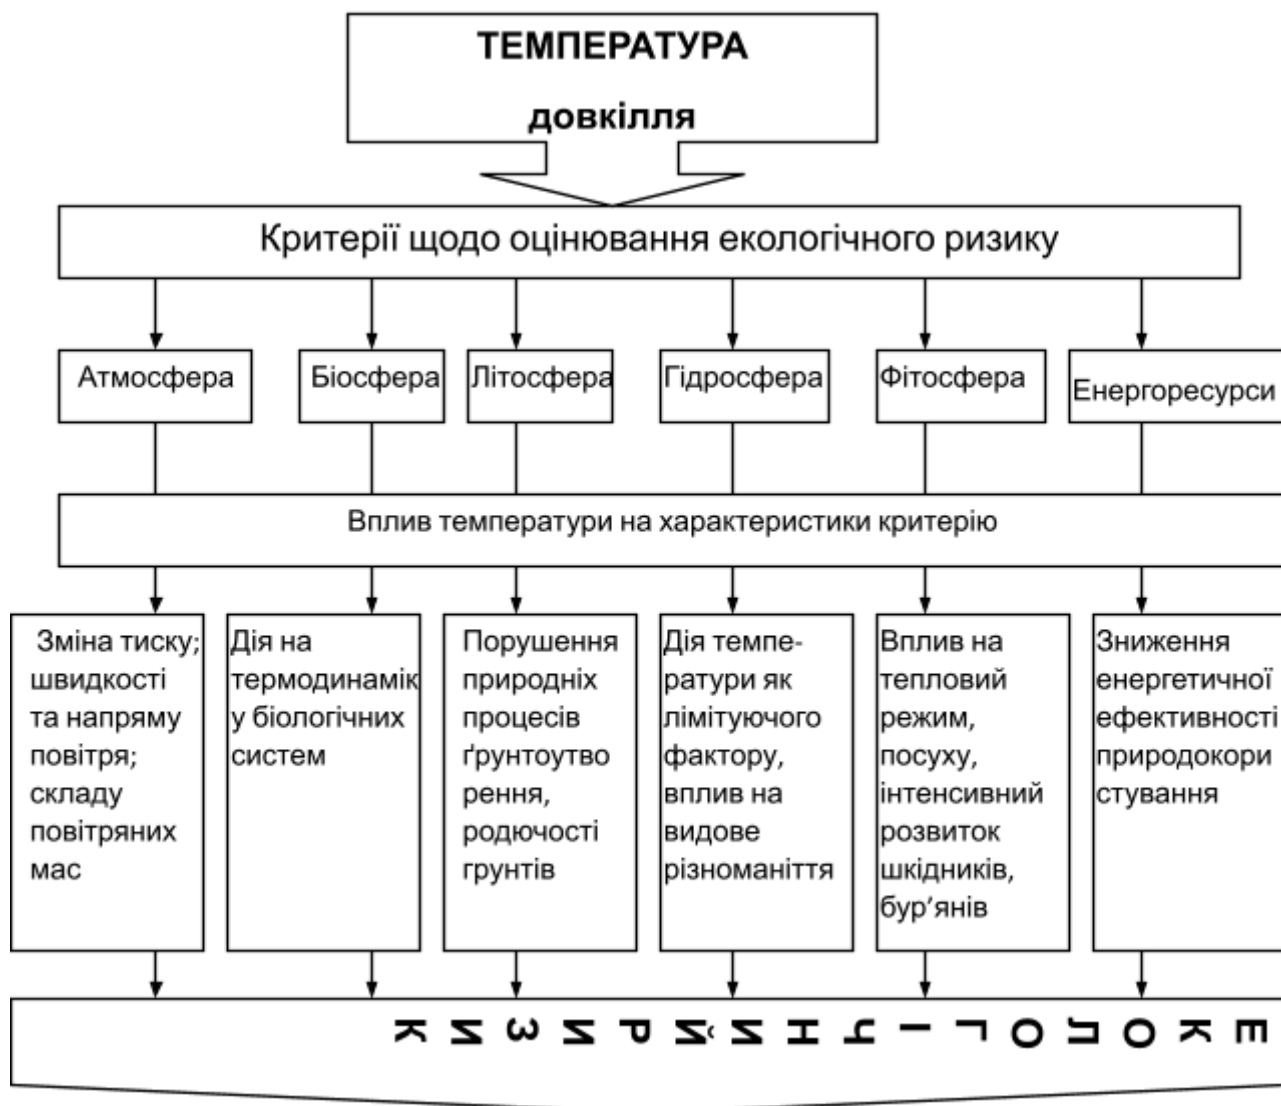 ТЕМПЕРАТУРА
довкілля
Критерії щодо оцінювання екологічного ризику
Атмосфера
Біосфера
Літосфера
Гідросфера
Фітосфера
Енергоресурси
Вплив температури на характеристики критерію
Зміна тиску;
швидкості
та напряму
повітря;
складу
повітряних
мас
Дія на
термодинамік
у біологічних
систем
Порушення
природніх
процесів
ґрунтоутво
рення,
родючості
грунтів
Дія темпе-
ратури як
лімітуючого
фактору,
вплив на
видове
різноманіття
Вплив на
тепловий
режим,
посуху,
інтенсивний
розвиток
шкідників,
бур’янів
Зниження
енергетичної
ефективності
природокори
стування
ЕКОЛОГІЧНИЙ РИЗИК